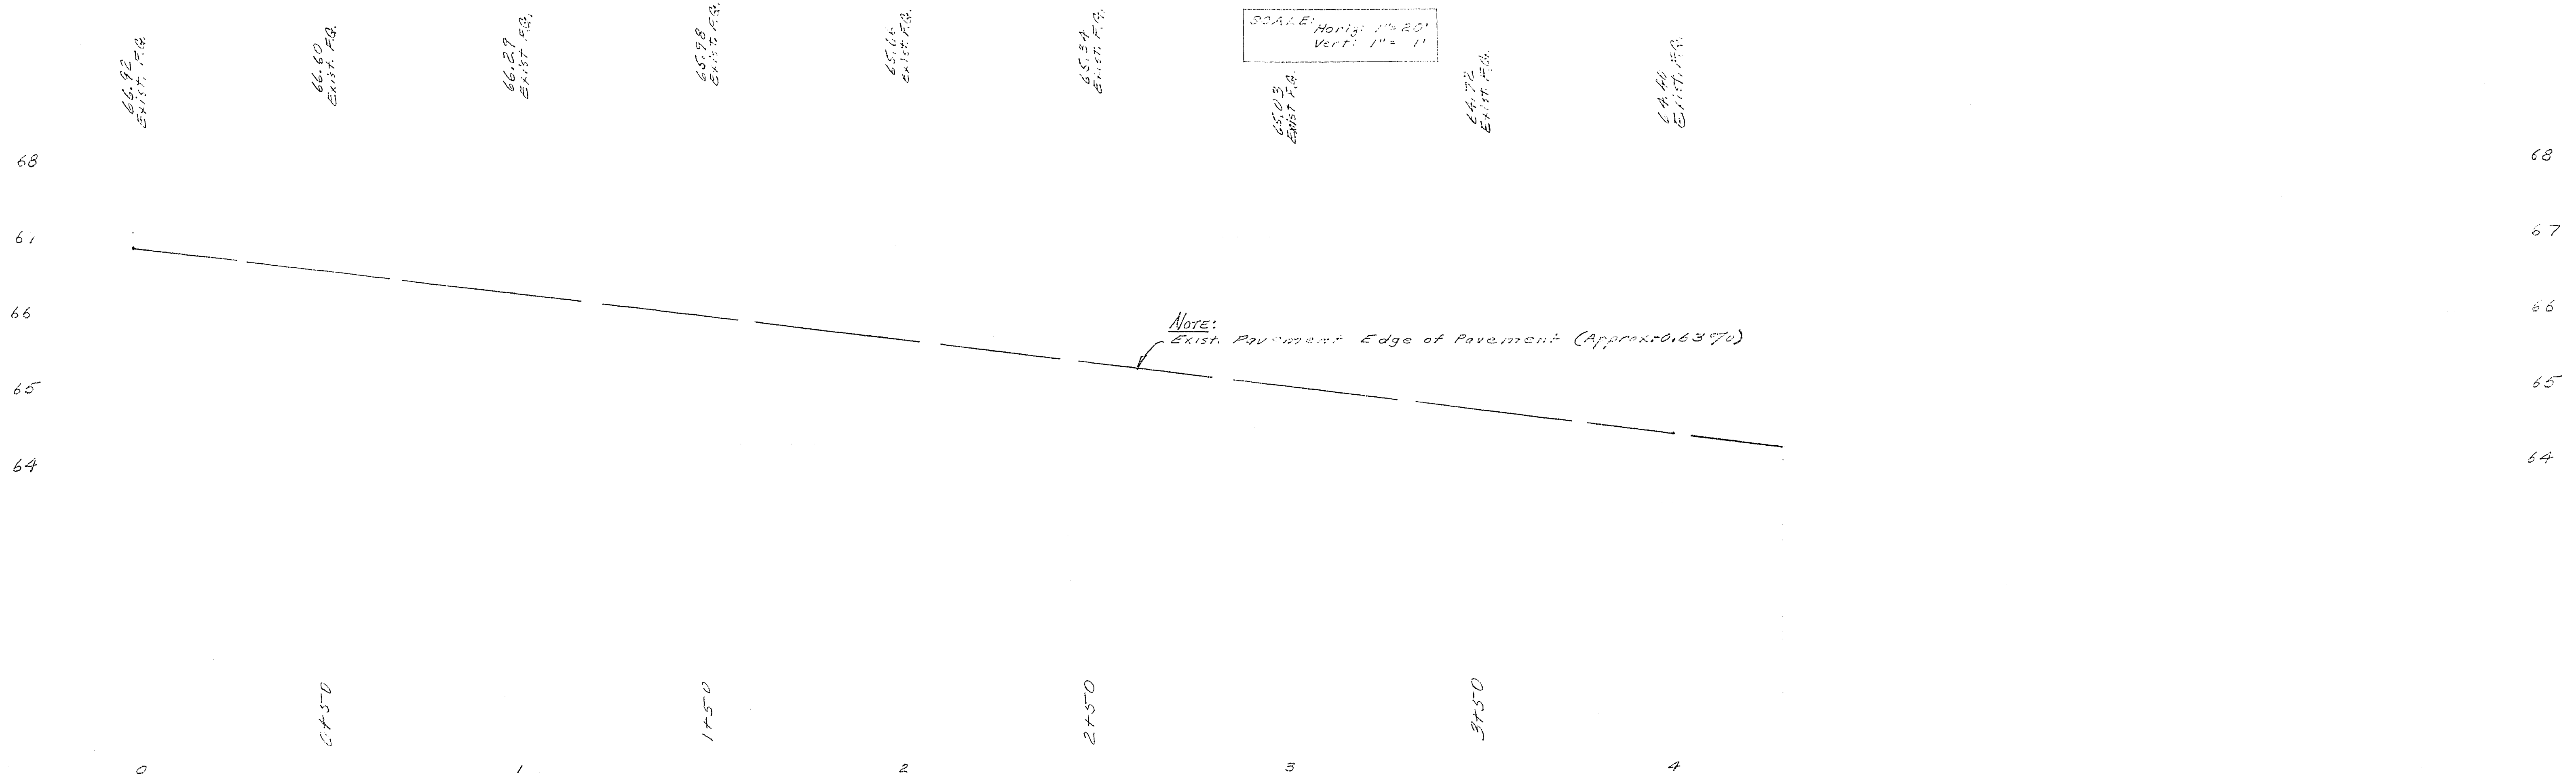 66.92
Exist. F.G.
66.60
Exist. F.G.
66.29
Exist F.G.
65.98
Exist. F.G.
65.66
Exist. F.G.
65.34
Exist. F.G.
SCALE: Horiz: 1"=20'
Vert: 1"= 1'
65.03
Exist F.G.
64.72
Exist. F.G.
Exist. F.G.
68
68
67
66
66
NOTE:
Exist. Pavement Edge of Pavement (Approx=0.63%)
65
65
64
64
0+50
1+50
2+50
3+50
0
1
2
3
4